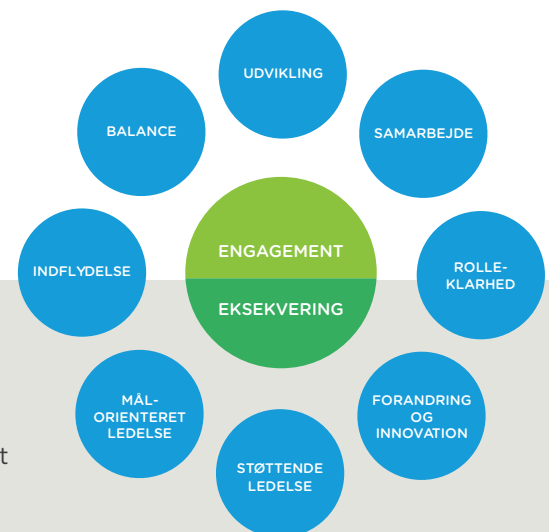 UDVIKLING
BALANCE
SAMARBEJDE
ENGAGEMENT
INDFLYDELSE
ROLLE-
KLARHED
EKSEKVERING
MÅL-
ORIENTERET
LEDELSE
FORANDRING
OG
INNOVATION
t
STØTTENDE
LEDELSE